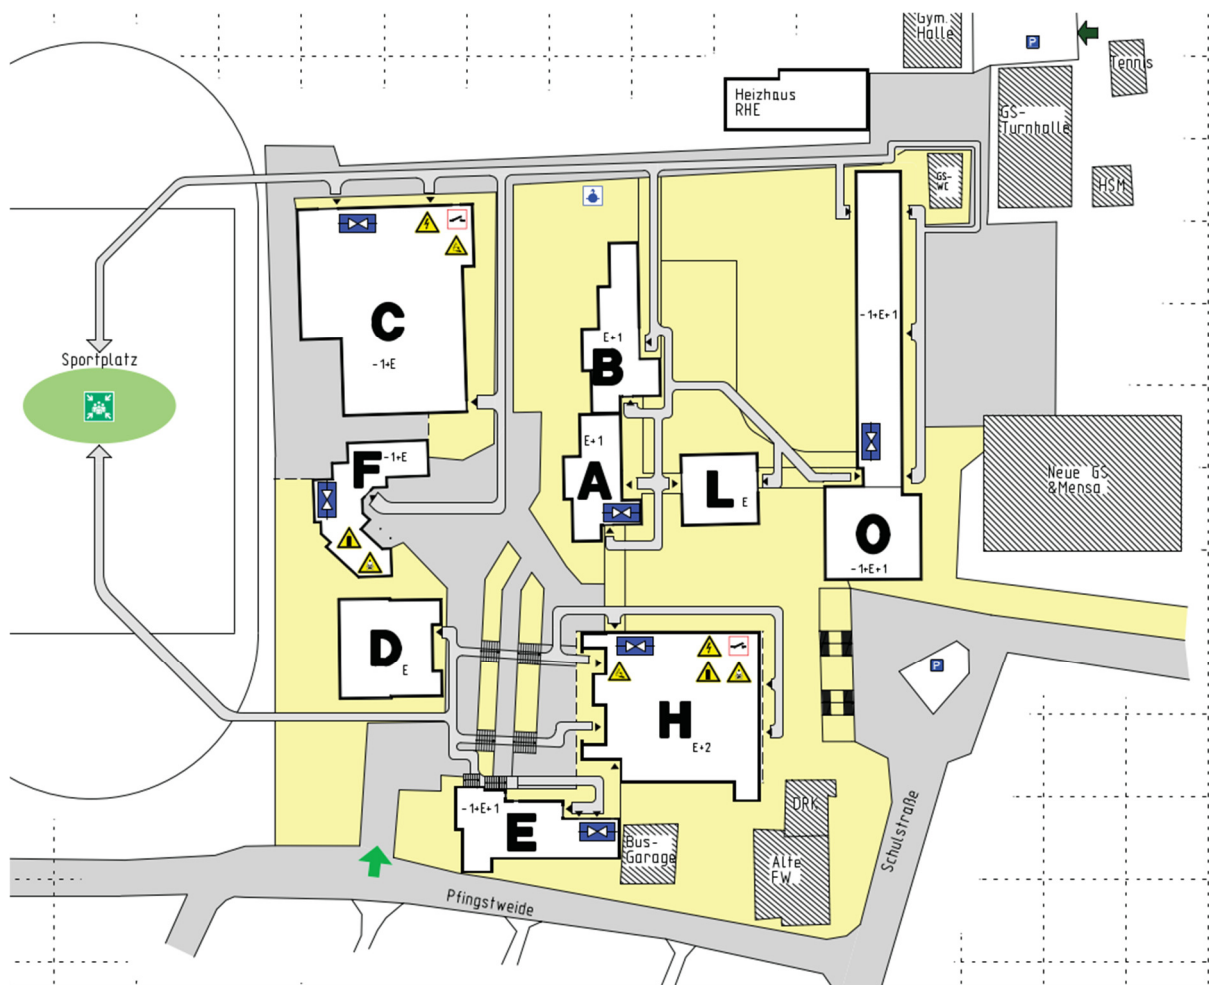 Gym.
Halle
P
Tennis
Heizhaus
RHE
GS-
Turnhalle
GS-
WC
HSM
C
-1+E
E+1
B
-1+E+1
Sportplatz
F
-1+E
E+1
A
L
E
Neue GS
&Mensa
O
-1+E+1
D
E
P
H
E+2
-1+E+1
E
DRK
Bus-
Garage
Alte
FW
Schulstraße
Pfingstweide